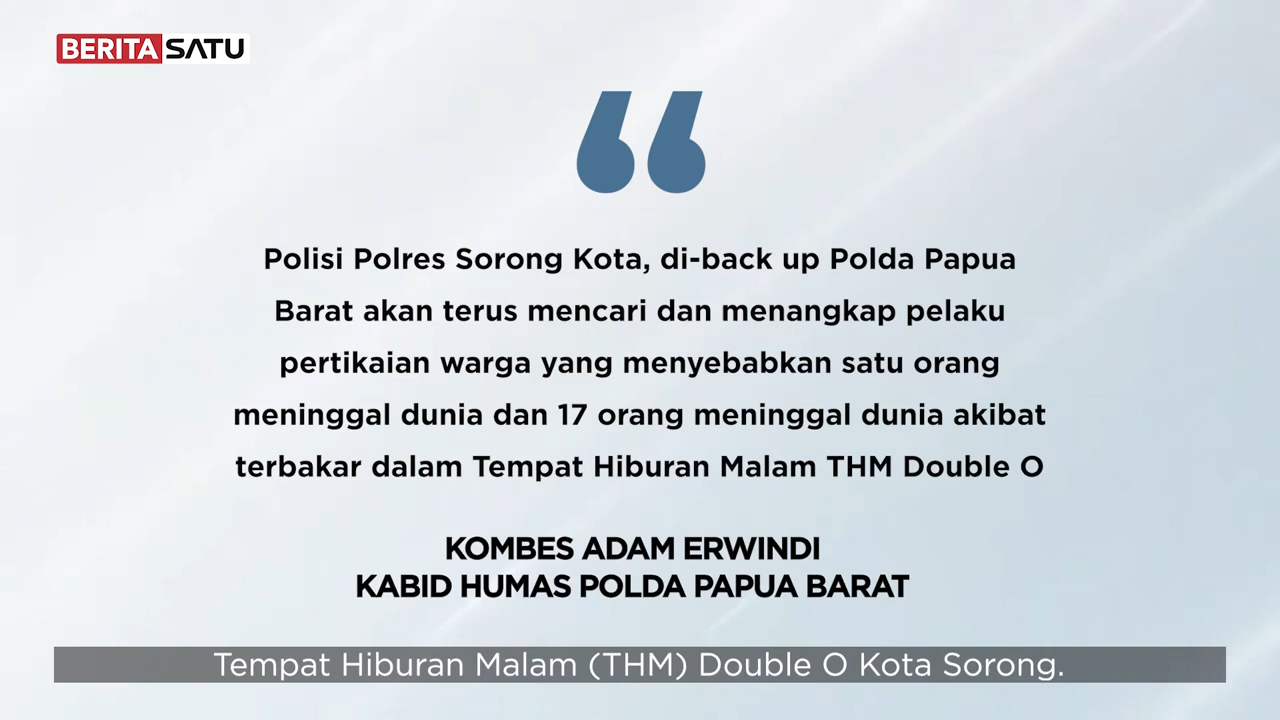 BERITASATU
“
Polisi Polres Sorong Kota, di-back up Polda Papua
Barat akan terus mencari dan menangkap pelaku
pertikaian warga yang menyebabkan satu orang
meninggal dunia dan 17 orang meninggal dunia akibat
terbakar dalam Tempat Hiburan Malam THM Double O
KOMBES ADAM ERWINDI
KABID HUMAS POLDA PAPUA BARAT
Tempat Hiburan Malam (THM) Double O Kota Sorong.